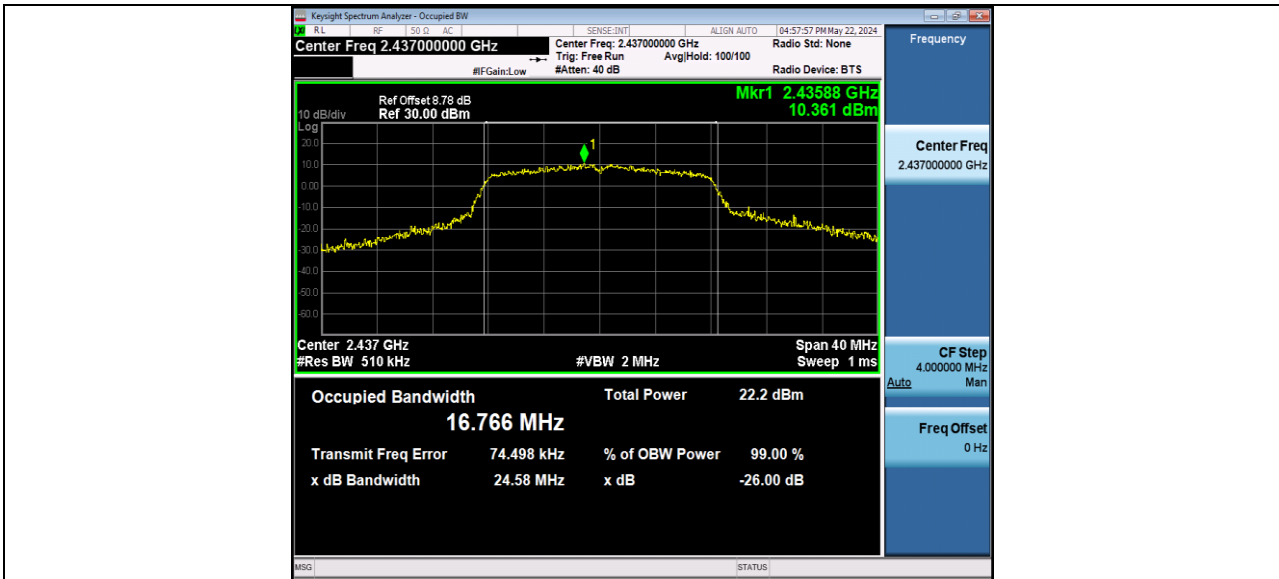 Keysight Spectrum Analyzer - Occupied BW
LXI RL RF 50 Ω AC SENSE:INT ALIGN AUTO 04:57:57 PM May 22, 2024
Center Freq 2.437000000 GHz
Center Freq: 2.437000000 GHz Radio Std: None
Trig: Free Run Avg|Hold: 100/100
#IFGain:Low #Atten: 40 dB Radio Device: BTS
Mkr1 2.43588 GHz
10.361 dBm
Ref Offset 8.78 dB
10 dB/div Ref 30.00 dBm
Log
20.0
10.0
0.00
-10.0
-20.0
-30.0
-40.0
-50.0
-60.0
1
Center 2.437 GHz Span 40 MHz
#Res BW 510 kHz #VBW 2 MHz Sweep 1 ms
Occupied Bandwidth Total Power 22.2 dBm
16.766 MHz
Transmit Freq Error 74.498 kHz % of OBW Power 99.00 %
x dB Bandwidth 24.58 MHz x dB -26.00 dB
MSG STATUS
Frequency
Center Freq
2.437000000 GHz
CF Step
4.000000 MHz
Auto Man
Freq Offset
0 Hz